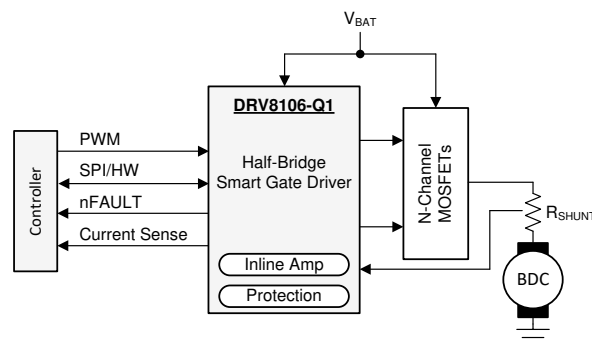 VBAT
DRV8106-Q1
Half-Bridge
Smart Gate Driver
Inline Amp
Protection
Controller
PWM
SPI/HW
nFAULT
Current Sense
N-Channel
MOSFETs
RSHUNT
BDC